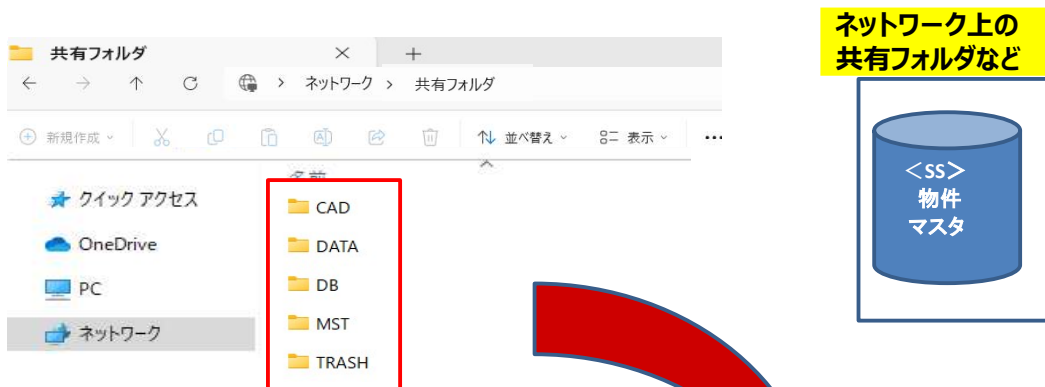 ネットワーク上の
共有フォルダなど
共有フォルダ
ネットワーク 共有フォルダ
新規作成 並べ替え 表示
名前
クイック アクセス
OneDrive
PC
ネットワーク
CAD
DATA
DB
MST
TRASH
＜SS＞
物件
マスタ